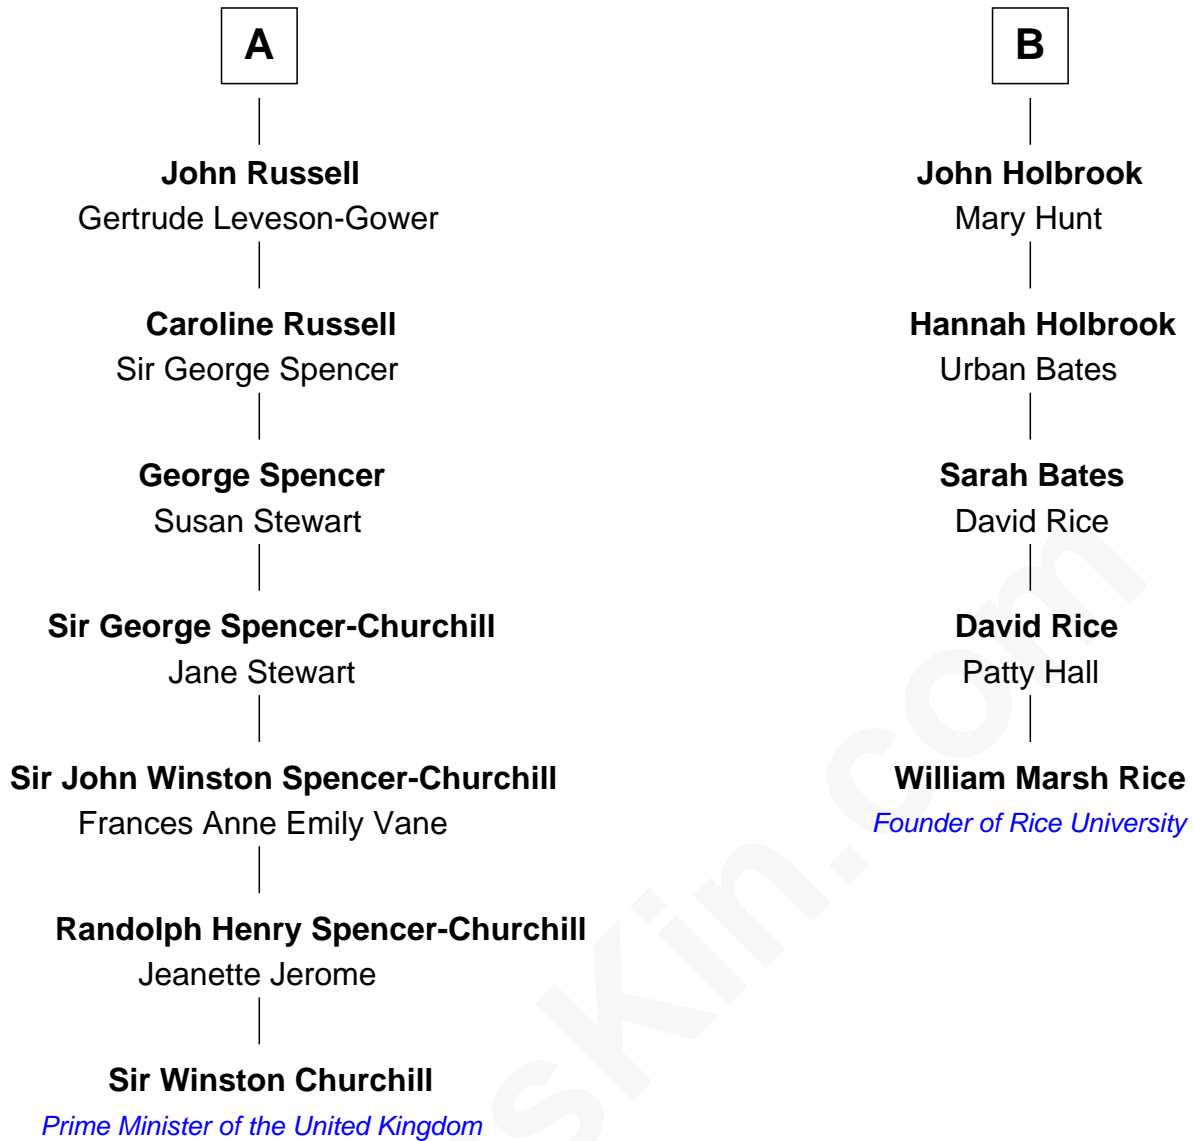 A
John Russell
Gertrude Leveson-Gower
Caroline Russell
Sir George Spencer
George Spencer
Susan Stewart
Sir George Spencer-Churchill
Jane Stewart
Sir John Winston Spencer-Churchill
Frances Anne Emily Vane
Randolph Henry Spencer-Churchill
Jeanette Jerome
Sir Winston Churchill
Prime Minister of the United Kingdom
B
John Holbrook
Mary Hunt
Hannah Holbrook
Urban Bates
Sarah Bates
David Rice
David Rice
Patty Hall
William Marsh Rice
Founder of Rice University
sKin.com